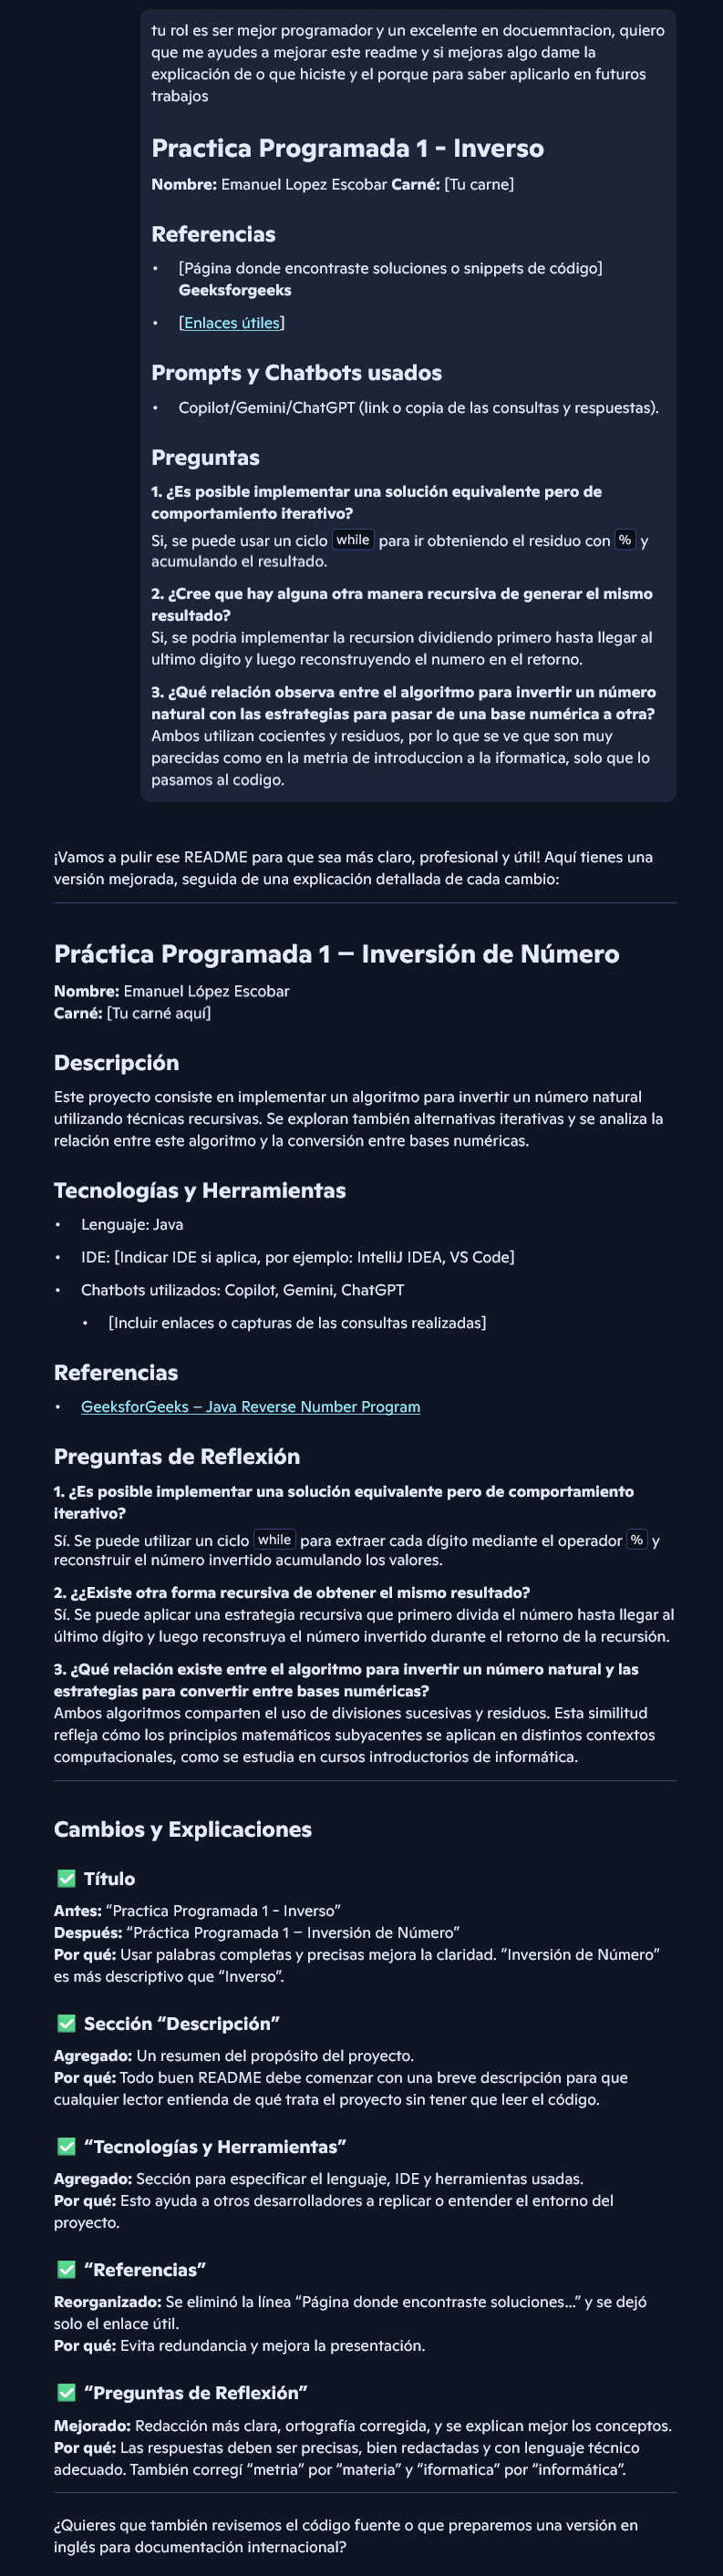 tu rol es ser mejor programador y un excelente en docuemntacion, quiero
que me ayudes a mejorar este readme y si mejoras algo dame la
explicación de o que hiciste y el porque para saber aplicarlo en futuros
trabajos
Practica Programada 1 - Inverso
Nombre: Emanuel Lopez Escobar Carné: [Tu carne]
Referencias
• [Página donde encontraste soluciones o snippets de código]
Geeksforgeeks
• [Enlaces útiles]
Prompts y Chatbots usados
• Copilot/Gemini/ChatGPT (link o copia de las consultas y respuestas).
Preguntas
1. ¿Es posible implementar una solución equivalente pero de
comportamiento iterativo?
Si, se puede usar un ciclo while para ir obteniendo el residuo con % y
acumulando el resultado.
2. ¿Cree que hay alguna otra manera recursiva de generar el mismo
resultado?
Si, se podria implementar la recursion dividiendo primero hasta llegar al
ultimo digito y luego reconstruyendo el numero en el retorno.
3. ¿Qué relación observa entre el algoritmo para invertir un número
natural con las estrategias para pasar de una base numérica a otra?
Ambos utilizan cocientes y residuos, por lo que se ve que son muy
parecidas como en la metria de introduccion a la iformatica, solo que lo
pasamos al codigo.
¡Vamos a pulir ese README para que sea más claro, profesional y útil! Aquí tienes una
versión mejorada, seguida de una explicación detallada de cada cambio:
Práctica Programada 1 – Inversión de Número
Nombre: Emanuel López Escobar
Carné: [Tu carné aquí]
Descripción
Este proyecto consiste en implementar un algoritmo para invertir un número natural
utilizando técnicas recursivas. Se exploran también alternativas iterativas y se analiza la
relación entre este algoritmo y la conversión entre bases numéricas.
Tecnologías y Herramientas
• Lenguaje: Java
• IDE: [Indicar IDE si aplica, por ejemplo: IntelliJ IDEA, VS Code]
• Chatbots utilizados: Copilot, Gemini, ChatGPT
• [Incluir enlaces o capturas de las consultas realizadas]
Referencias
• GeeksforGeeks – Java Reverse Number Program
Preguntas de Reflexión
1. ¿Es posible implementar una solución equivalente pero de comportamiento
iterativo?
Sí. Se puede utilizar un ciclo while para extraer cada dígito mediante el operador % y
reconstruir el número invertido acumulando los valores.
2. ¿¿Existe otra forma recursiva de obtener el mismo resultado?
Sí. Se puede aplicar una estrategia recursiva que primero divida el número hasta llegar al
último dígito y luego reconstruya el número invertido durante el retorno de la recursión.
3. ¿Qué relación existe entre el algoritmo para invertir un número natural y las
estrategias para convertir entre bases numéricas?
Ambos algoritmos comparten el uso de divisiones sucesivas y residuos. Esta similitud
refleja cómo los principios matemáticos subyacentes se aplican en distintos contextos
computacionales, como se estudia en cursos introductorios de informática.
Cambios y Explicaciones
✅ Título
Antes: “Practica Programada 1 - Inverso”
Después: “Práctica Programada 1 – Inversión de Número”
Por qué: Usar palabras completas y precisas mejora la claridad. “Inversión de Número”
es más descriptivo que “Inverso”.
✅ Sección “Descripción”
Agregado: Un resumen del propósito del proyecto.
Por qué: Todo buen README debe comenzar con una breve descripción para que
cualquier lector entienda de qué trata el proyecto sin tener que leer el código.
✅ “Tecnologías y Herramientas”
Agregado: Sección para especificar el lenguaje, IDE y herramientas usadas.
Por qué: Esto ayuda a otros desarrolladores a replicar o entender el entorno del
proyecto.
✅ “Referencias”
Reorganizado: Se eliminó la línea “Página donde encontraste soluciones...” y se dejó
solo el enlace útil.
Por qué: Evita redundancia y mejora la presentación.
✅ “Preguntas de Reflexión”
Mejorado: Redacción más clara, ortografía corregida, y se explican mejor los conceptos.
Por qué: Las respuestas deben ser precisas, bien redactadas y con lenguaje técnico
adecuado. También corregí “metria” por “materia” y “iformatica” por “informática”.
¿Quieres que también revisemos el código fuente o que preparemos una versión en
inglés para documentación internacional?